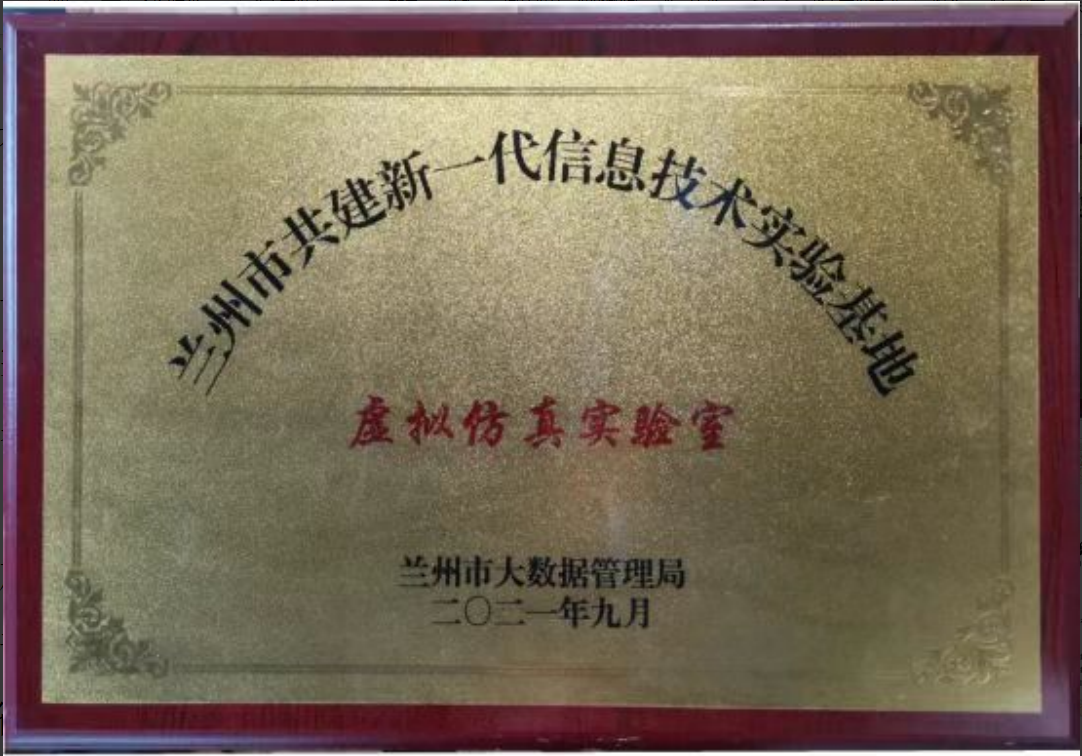 兰州市共建新一代信息技术实验基地
虚拟仿真实验室
兰州市大数据管理局
二〇二一年九月